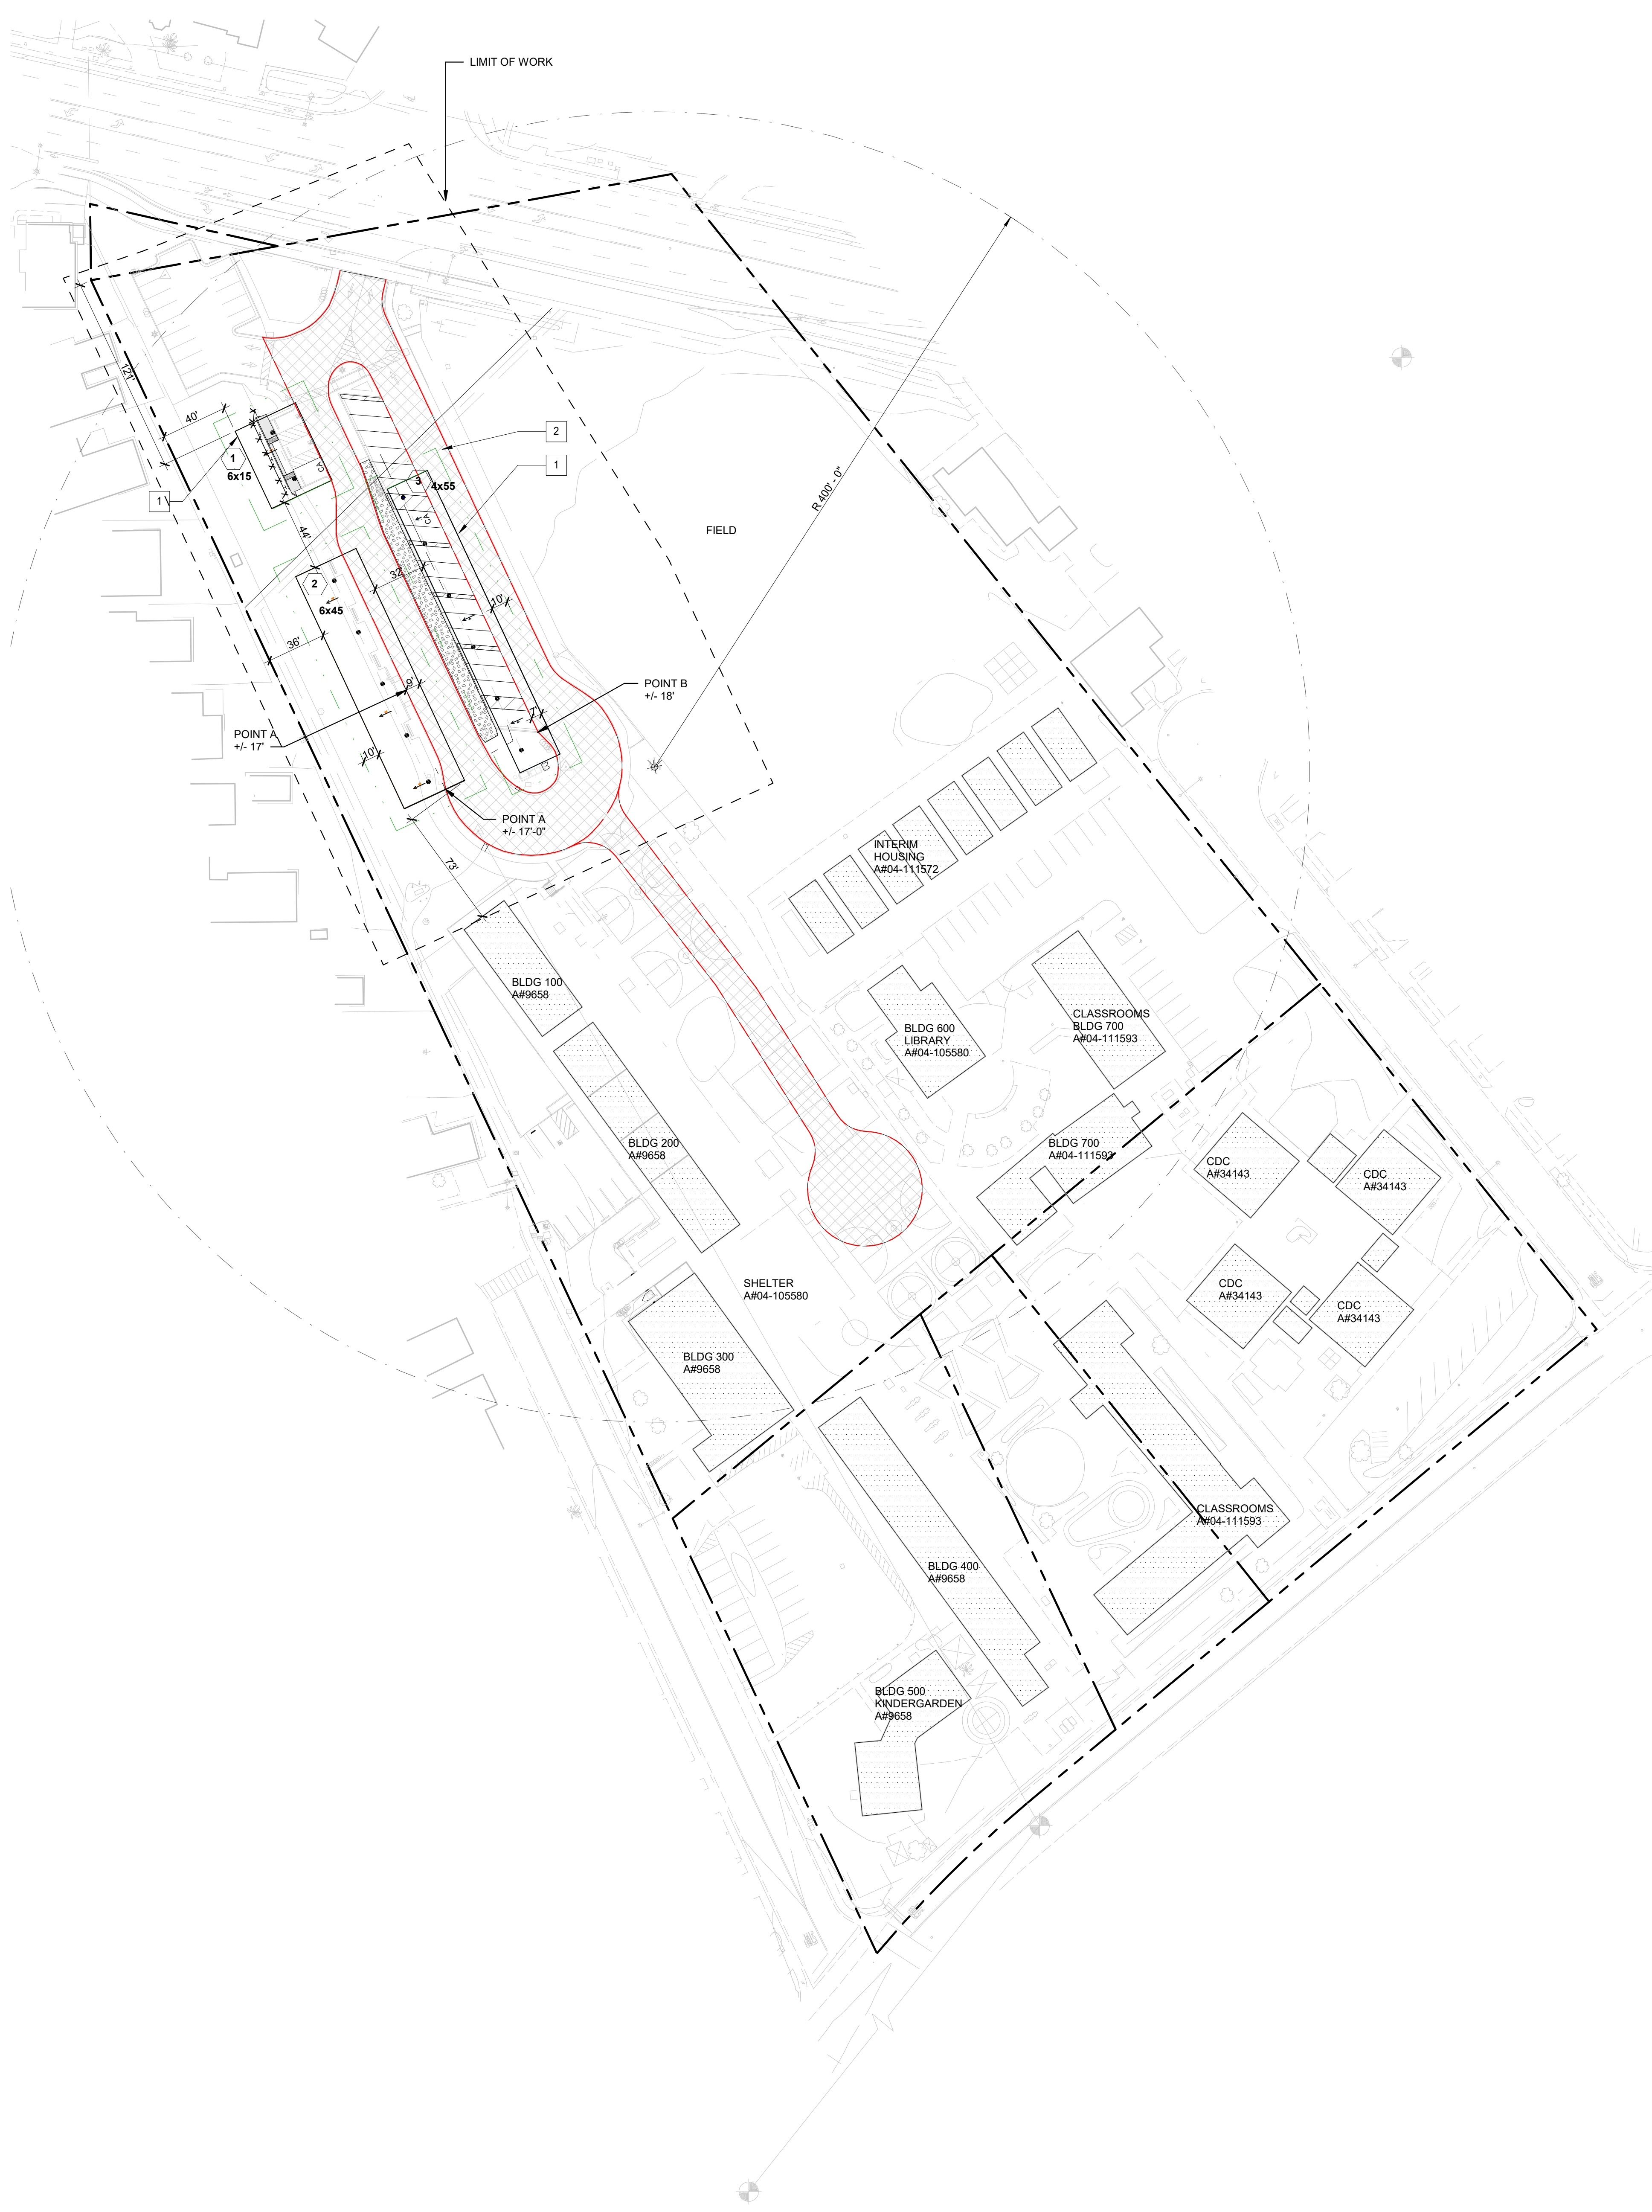 LIMIT OF WORK
121'
40'
2
1
1
6x15
3
4x55
1
44'
R 400' - 0"
FIELD
32'
2
6x45
10'
36'
9'
POINT B
+/- 18'
7'
POINT A
+/- 17'
10'
POINT A
+/- 17'-0"
73'
INTERIM
HOUSING
A#04-111572
BLDG 100
A#9658
BLDG 600
LIBRARY
A#04-105580
CLASSROOMS
BLDG 700
A#04-111593
BLDG 200
A#9658
BLDG 700
A#04-111593
CDC
A#34143
CDC
A#34143
SHELTER
A#04-105580
CDC
A#34143
CDC
A#34143
BLDG 300
A#9658
CLASSROOMS
A#04-111593
BLDG 400
A#9658
BLDG 500
KINDERGARDEN
A#9658